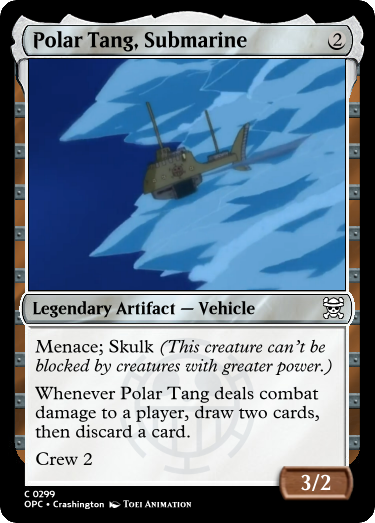 Polar Tang, Submarine 2
Legendary Artifact — Vehicle
Menace; Skulk (This creature can't be
blocked by creatures with greater power.)
Whenever Polar Tang deals combat
damage to a player, draw two cards,
then discard a card.
Crew 2
3/2
C 0299
OPC • Crashington TOEI ANIMATION